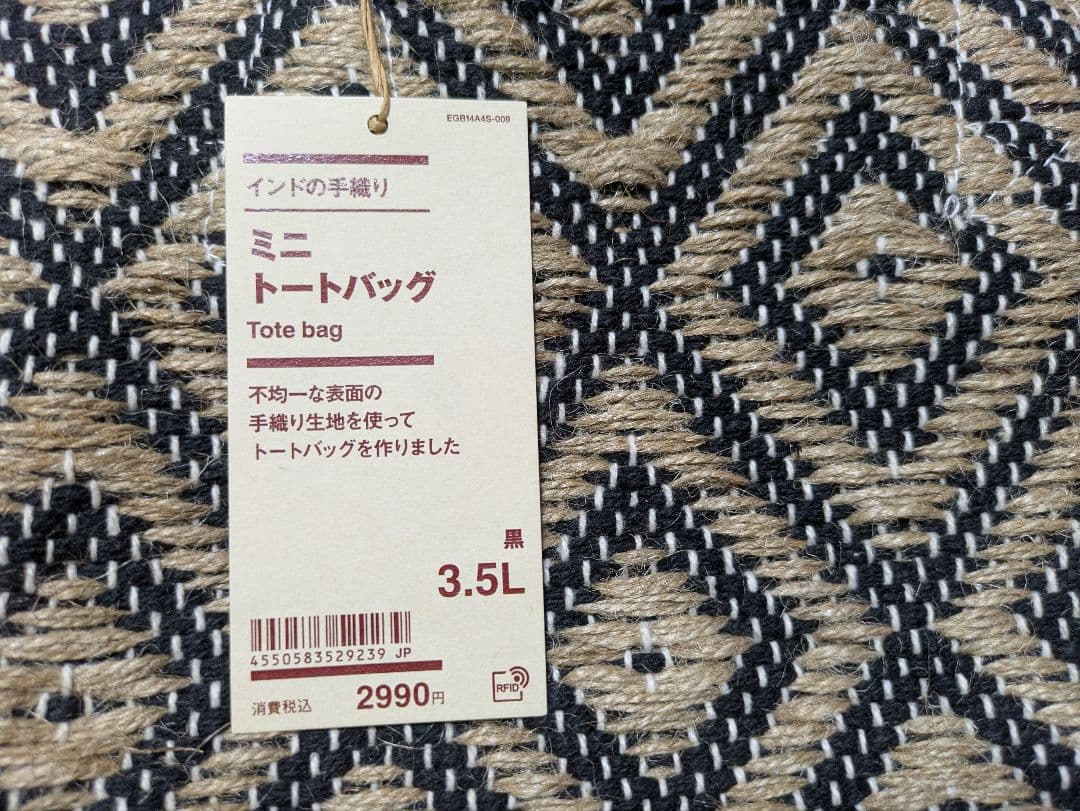 EGB14A4S-009
インドの手織り
ミニ
トートバッグ
Tote bag
不均一な表面の
手織り生地を使って
トートバッグを作りました
黒
3.5L
4550583529239 JP
消費税込 2990円
RFID